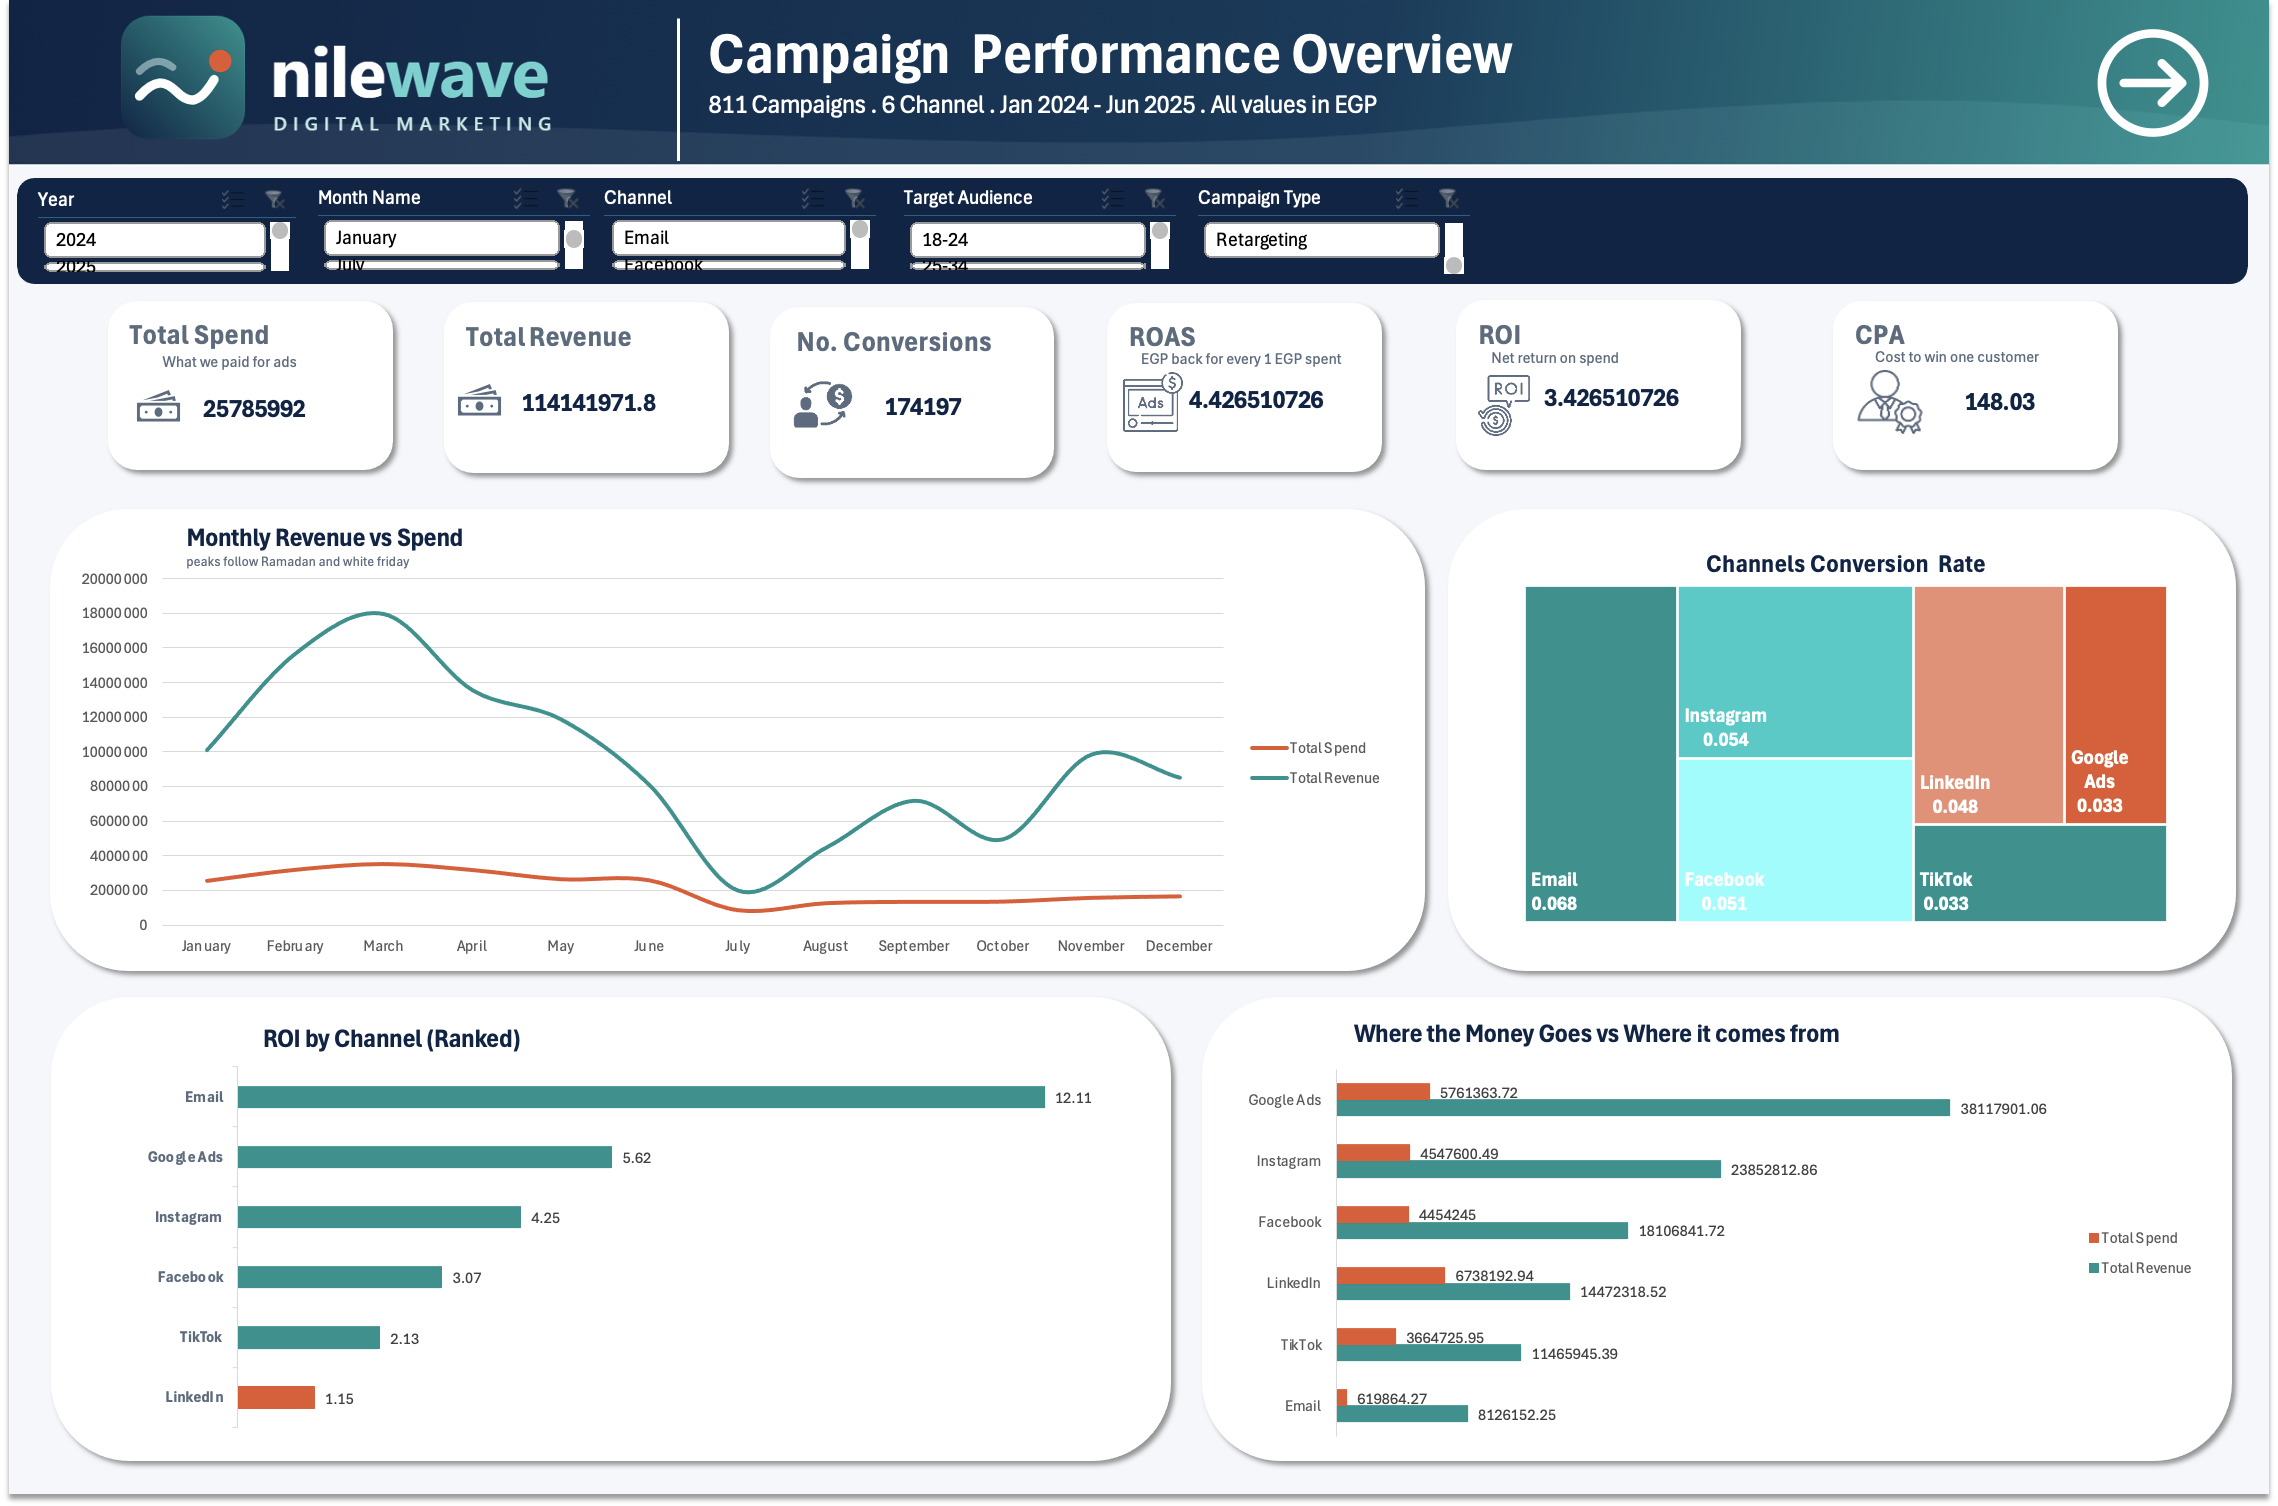 nilewave
DIGITAL MARKETING
Campaign  Performance Overview
811 Campaigns . 6 Channel . Jan 2024 - Jun 2025 . All values in EGP
Year
Month Name
Channel
Target Audience
Campaign Type
2024
January
Email
18-24
Retargeting
2025
July
Facebook
25-34
Total Spend
What we paid for ads
25785992
Total Revenue
114141971.8
No. Conversions
$
174197
ROAS
EGP back for every 1 EGP spent
$
Ads
4.426510726
ROI
Net return on spend
ROI
$
3.426510726
CPA
Cost to win one customer
148.03
Monthly Revenue vs Spend
peaks follow Ramadan and white friday
20000000
18000000
16000000
14000000
12000000
10000000
8000000
6000000
4000000
2000000
0
January
February
March
April
May
June
July
August
September
October
November
December
Total Spend
Total Revenue
Channels Conversion  Rate
Email
0.068
Instagram
0.054
Facebook
0.051
LinkedIn
0.048
Google
Ads
0.033
TikTok
0.033
ROI by Channel (Ranked)
Email
12.11
Google Ads
5.62
Instagram
4.25
Facebook
3.07
TikTok
2.13
LinkedIn
1.15
Where the Money Goes vs Where it comes from
Google Ads
5761363.72
38117901.06
Instagram
4547600.49
23852812.86
Facebook
4454245
18106841.72
LinkedIn
6738192.94
14472318.52
TikTok
3664725.95
11465945.39
Email
619864.27
8126152.25
Total Spend
Total Revenue